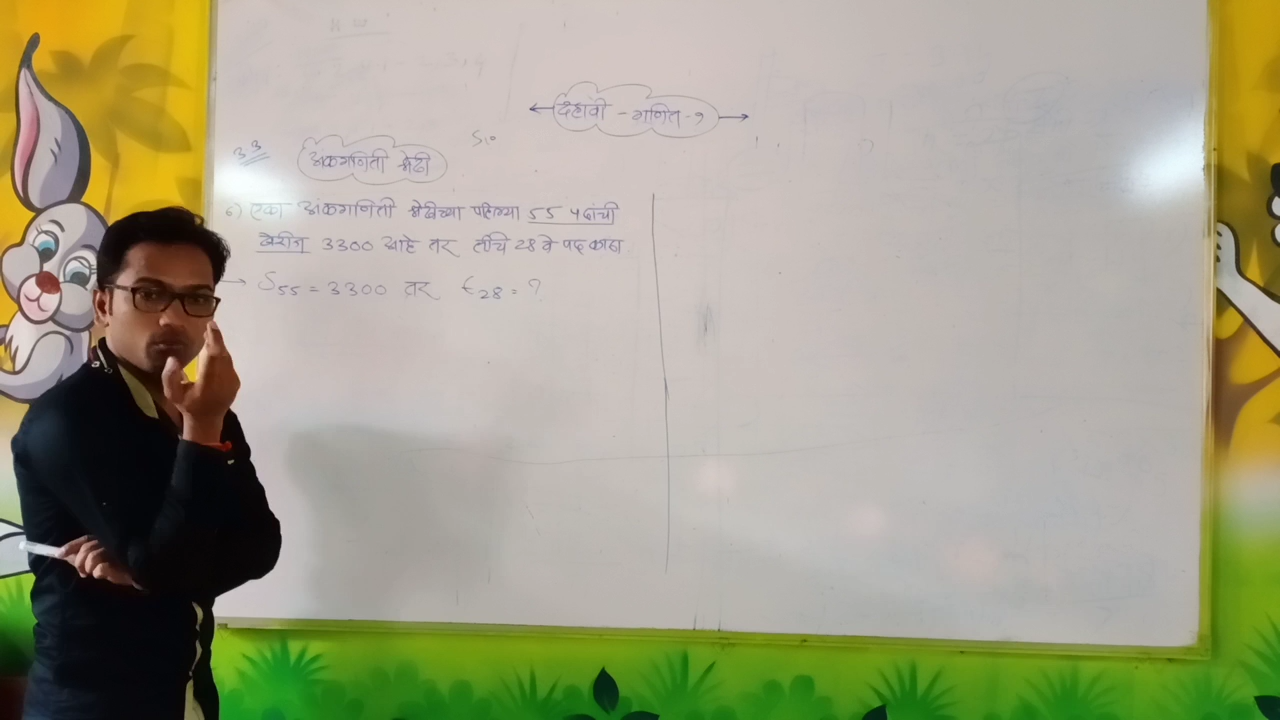 दहावी - गणित - १
S10
3.3
अंकगणिती श्रेढी
6) एका अंकगणिती श्रेढीच्या पहिल्या 55 पदांची
बेरीज 3300 आहे तर तीचे 28 वे पद काढा.
→ S55 = 3300 तर t28 = ?